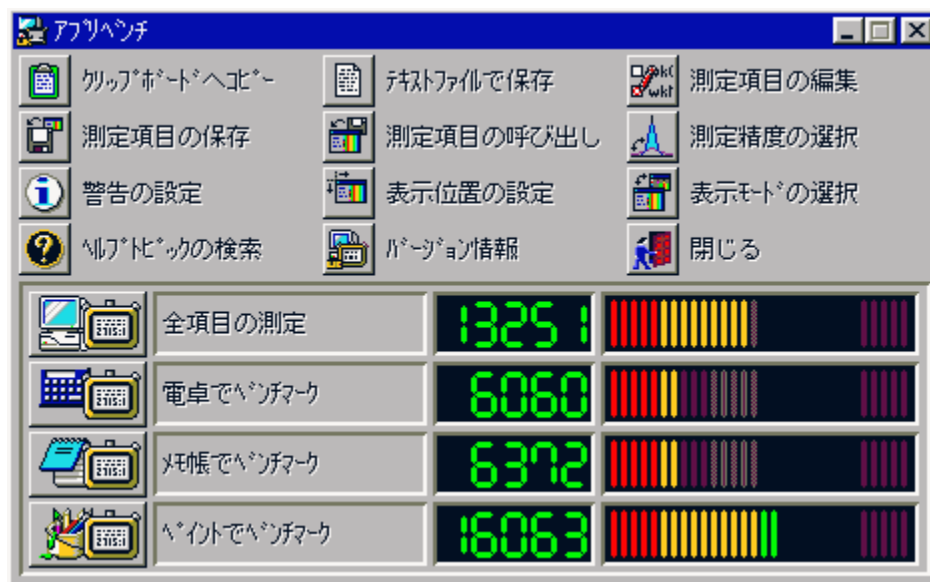 アプリベンチ
クリップボードへコピー テキストファイルで保存 測定項目の編集
測定項目の保存 測定項目の呼び出し 測定精度の選択
警告の設定 表示位置の設定 表示モードの選択
ヘルプトピックの検索 バージョン情報 閉じる
全項目の測定 13251
電卓でベンチマーク 6060
メモ帳でベンチマーク 6372
ペイントでベンチマーク 16063